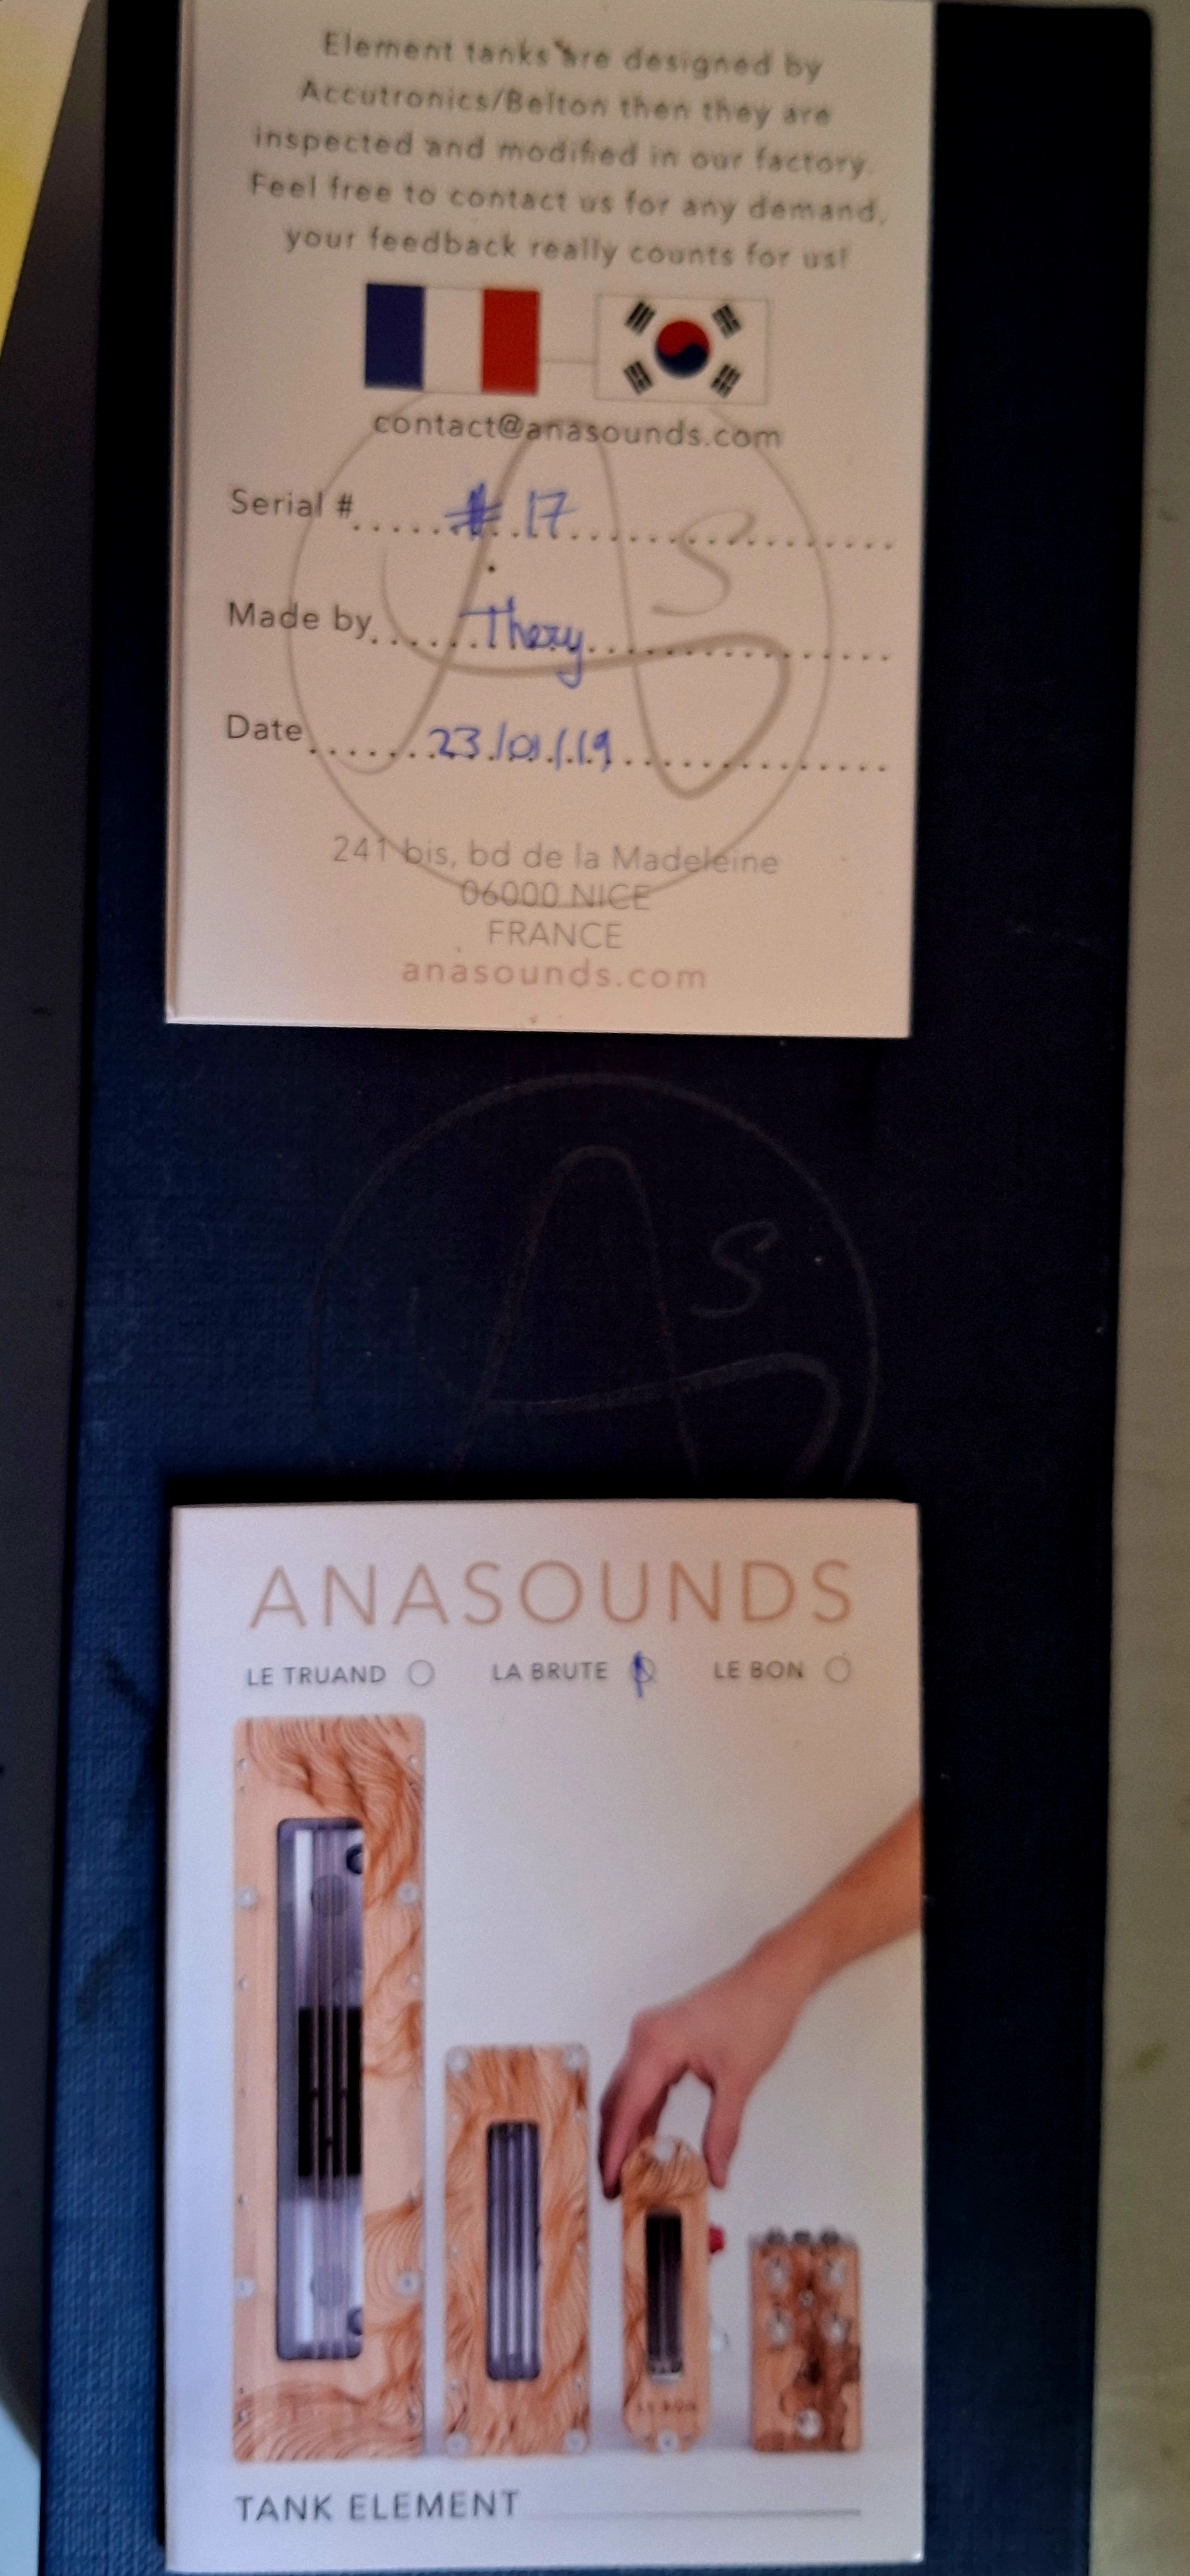 Element tanks are designed by
Accutronics/Belton then they are
inspected and modified in our factory.
Feel free to contact us for any demand,
your feedback really counts for us!
contact@anasounds.com
Serial # # 17
Made by Thery
Date 23/01/19
AS
241 bis, bd de la Madeleine
06000 NICE
FRANCE
anasounds.com
AS
ANASOUNDS
LE TRUAND LA BRUTE LE BON
LE BON
TANK ELEMENT